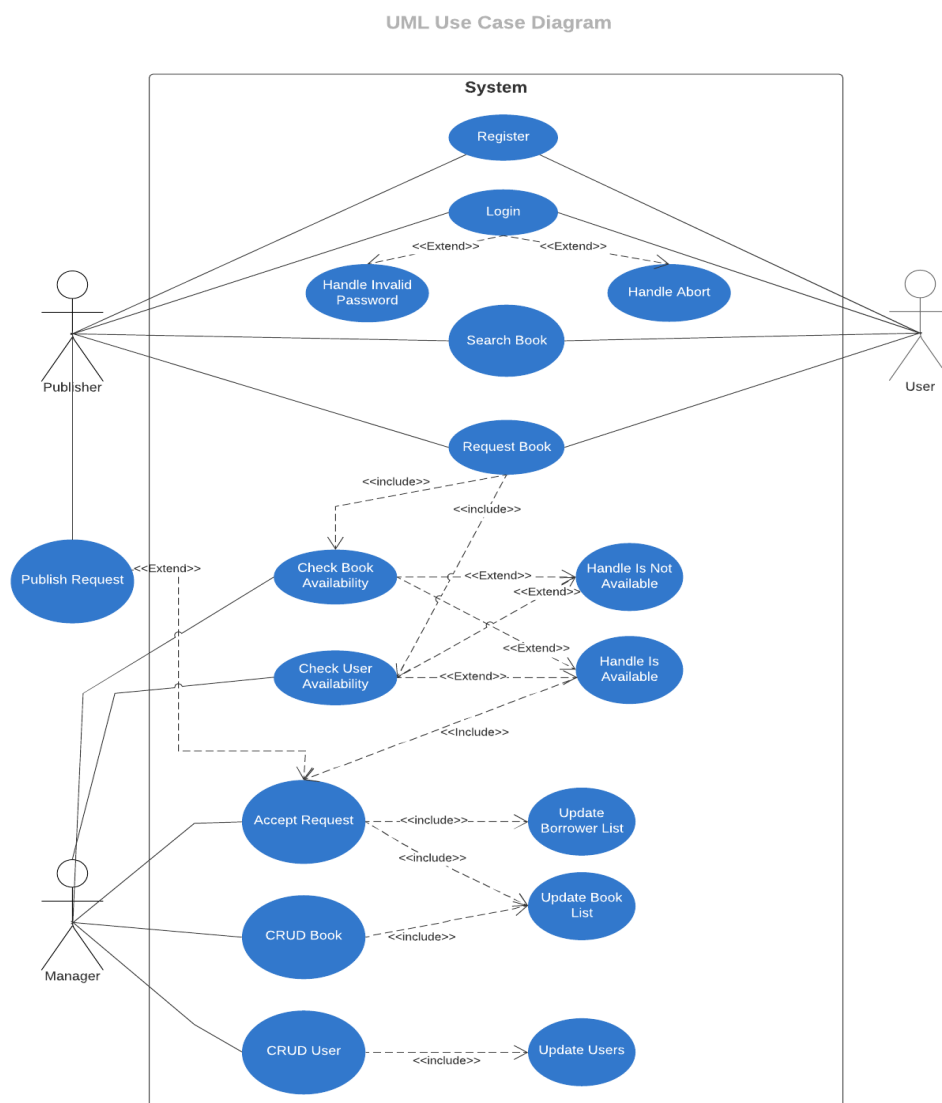 UML Use Case Diagram
System
Register
Login
<<Extend>>
<<Extend>>
Handle Invalid
Password
Handle Abort
Search Book
Publisher
User
Request Book
<<include>>
<<include>>
Publish Request
<<Extend>>
Check Book
Availability
<<Extend>>
<<Extend>>
Handle Is Not
Available
Check User
Availability
<<Extend>>
<<Extend>>
Handle Is
Available
<<Include>>
Accept Request
<<include>>
Update
Borrower List
<<include>>
Update Book
List
CRUD Book
<<include>>
Manager
CRUD User
<<include>>
Update Users